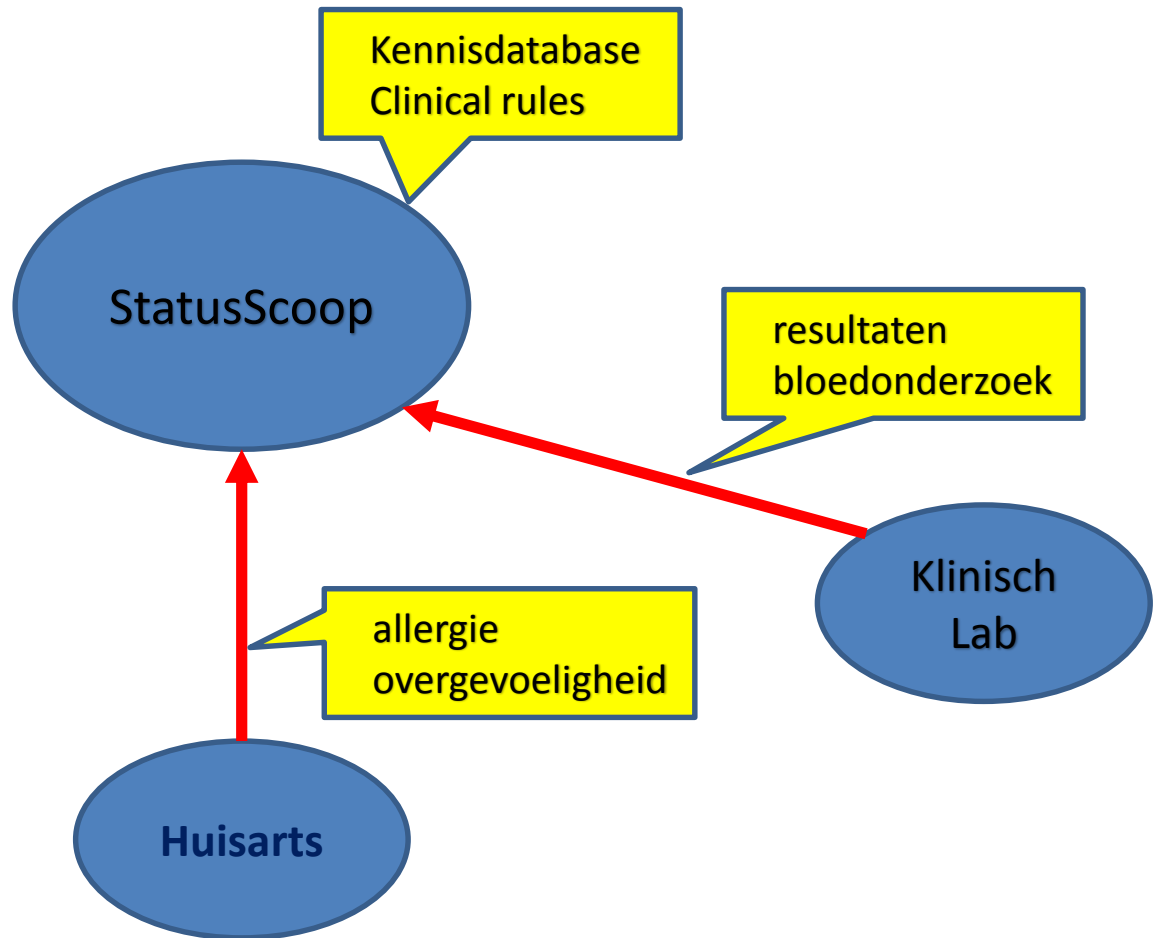 Kennisdatabase
Clinical rules
StatusScoop
resultaten
bloedonderzoek
Klinisch
Lab
allergie
overgevoeligheid
Huisarts